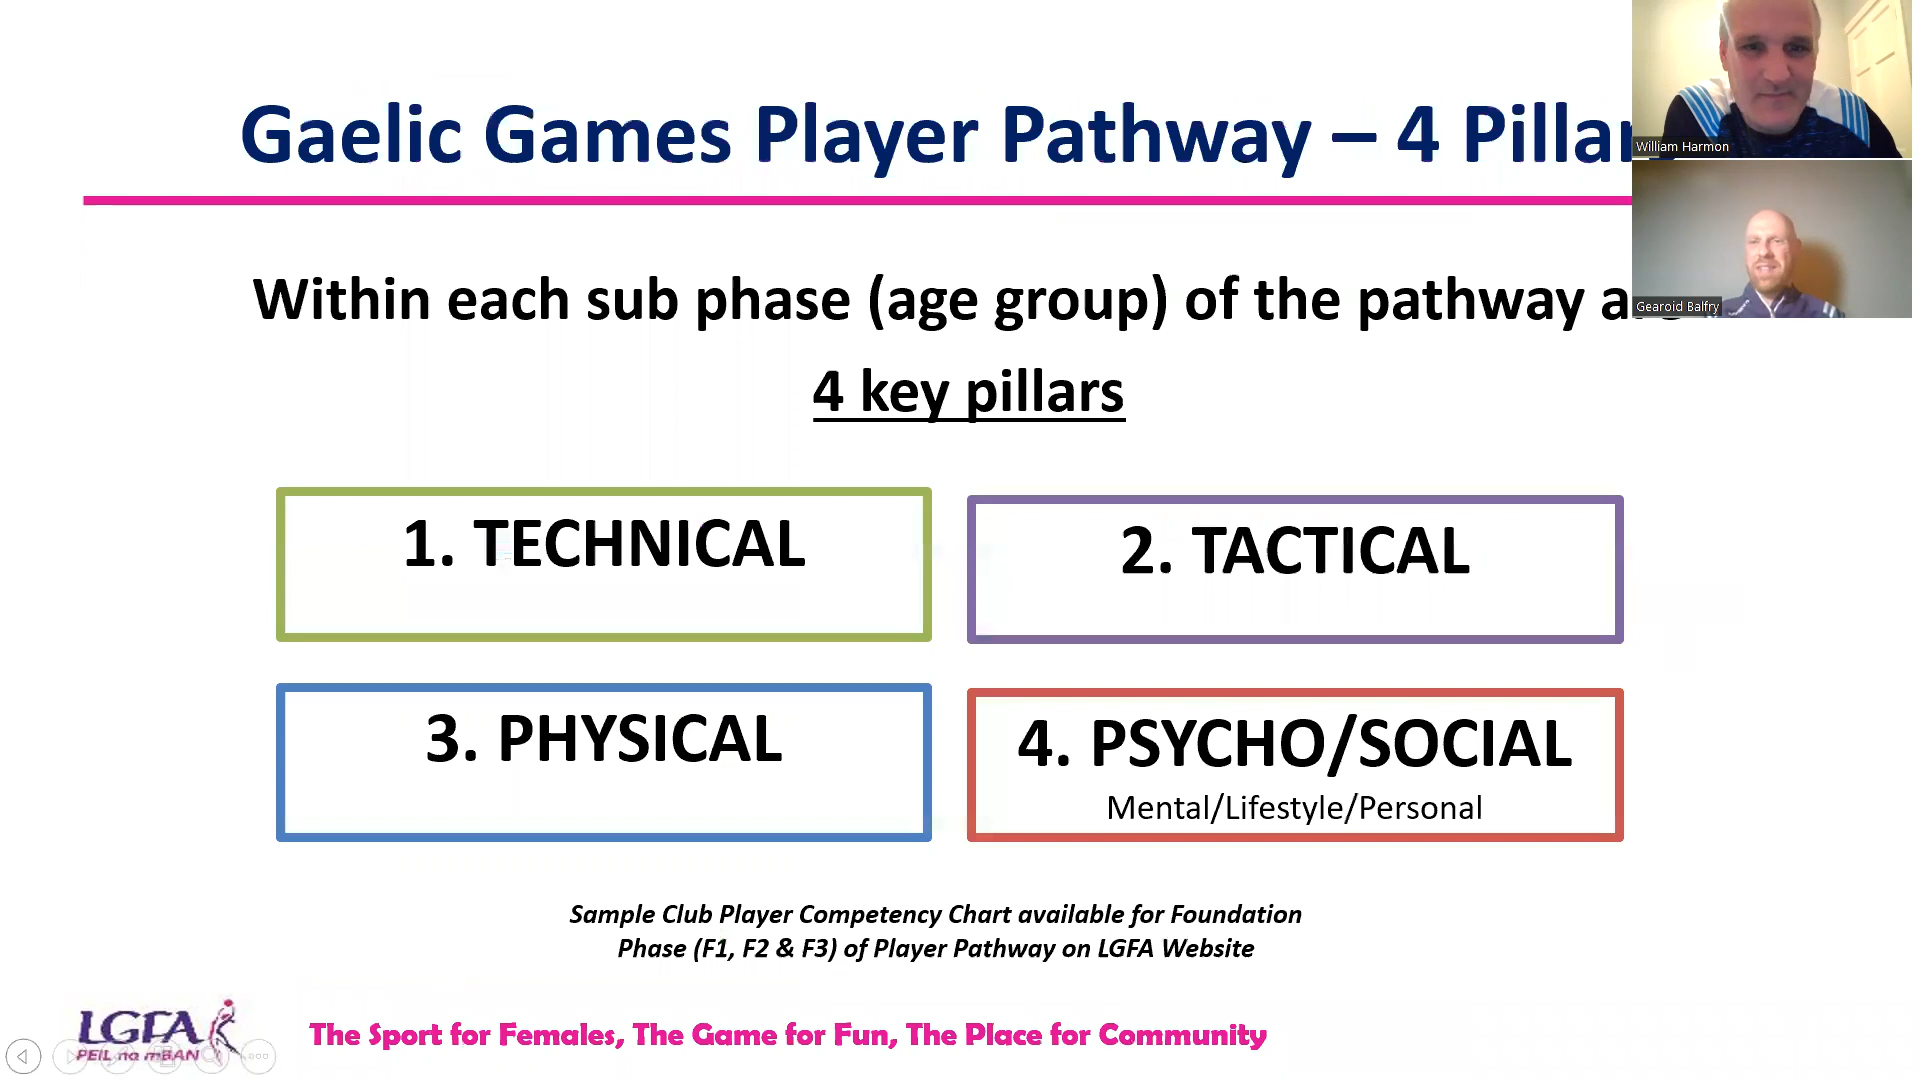 Gaelic Games Player Pathway – 4 Pillar
William Harmon
Within each sub phase (age group) of the pathway
Gearoid Balfry
4 key pillars
1. TECHNICAL
2. TACTICAL
3. PHYSICAL
4. PSYCHO/SOCIAL
Mental/Lifestyle/Personal
Sample Club Player Competency Chart available for Foundation
Phase (F1, F2 & F3) of Player Pathway on LGFA Website
LGFA
PEIL na mBAN
The Sport for Females, The Game for Fun, The Place for Community